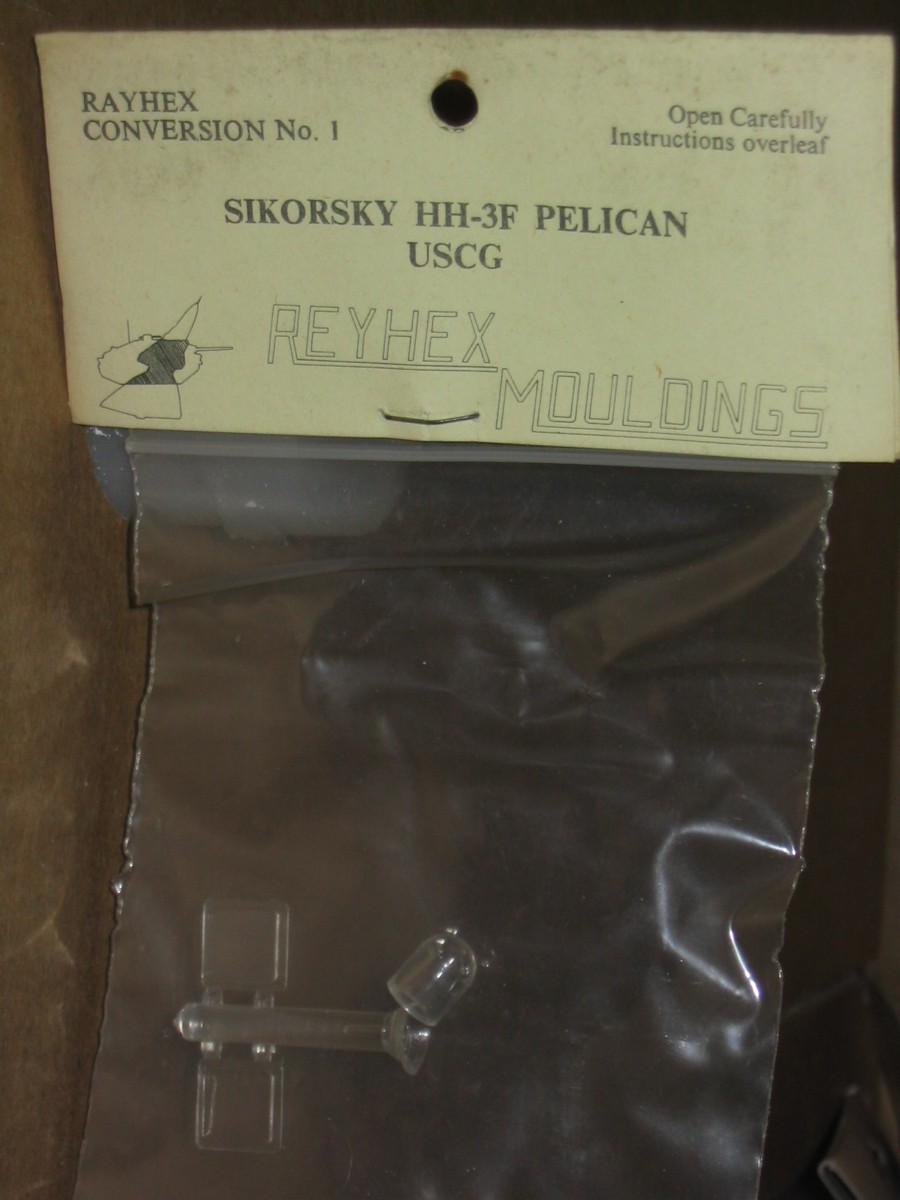 RAYHEX
CONVERSION No. 1
Open Carefully
Instructions overleaf
SIKORSKY HH-3F PELICAN
USCG
REYHEX
MOULDINGS